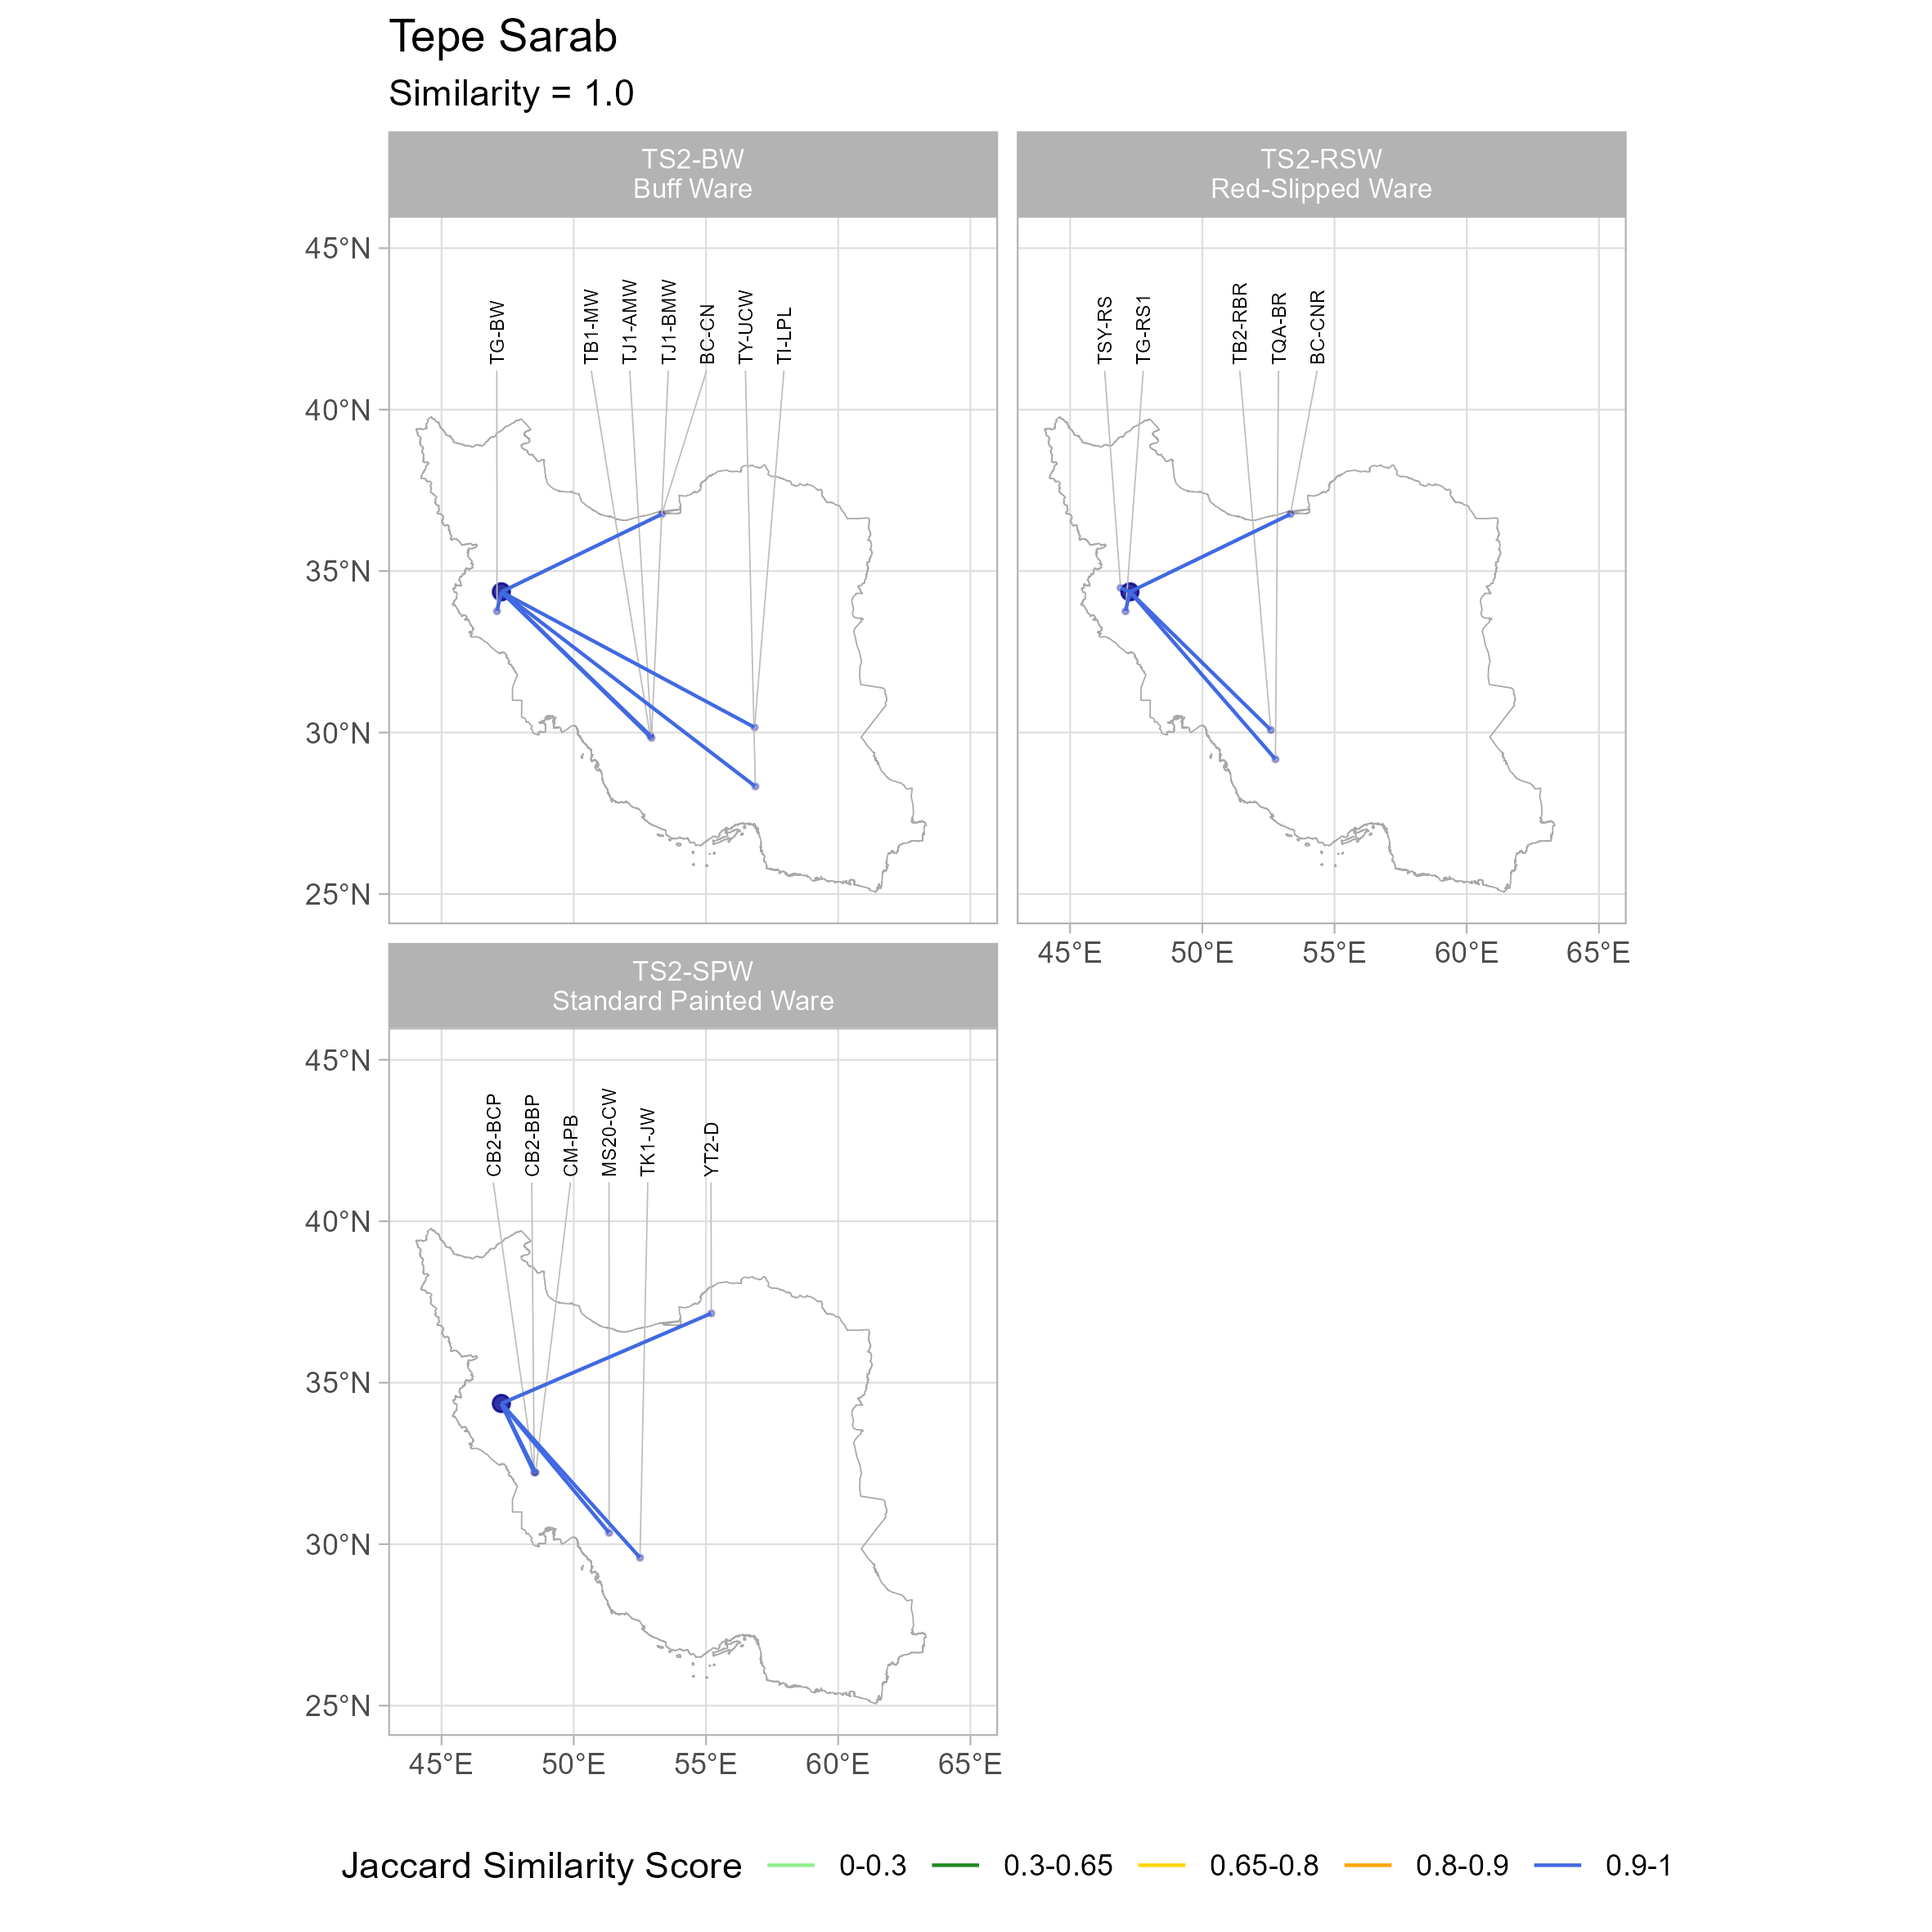 Tepe Sarab
Similarity = 1.0
TS2-BW
Buff Ware
TS2-RSW
Red-Slipped Ware
45°N
40°N
35°N
30°N
25°N
TG-BW
TB1-MW
TJ1-AMW
TJ1-BMW
BC-CN
TY-UCW
TI-LPL
TSY-RS
TG-RS1
TB2-RBR
TQA-BR
BC-CNR
45°E 50°E 55°E 60°E 65°E
TS2-SPW
Standard Painted Ware
45°N
40°N
35°N
30°N
25°N
CB2-BCP
CB2-BBP
CM-PB
MS20-CW
TK1-JW
YT2-D
45°E 50°E 55°E 60°E 65°E
Jaccard Similarity Score 0-0.3 0.3-0.65 0.65-0.8 0.8-0.9 0.9-1